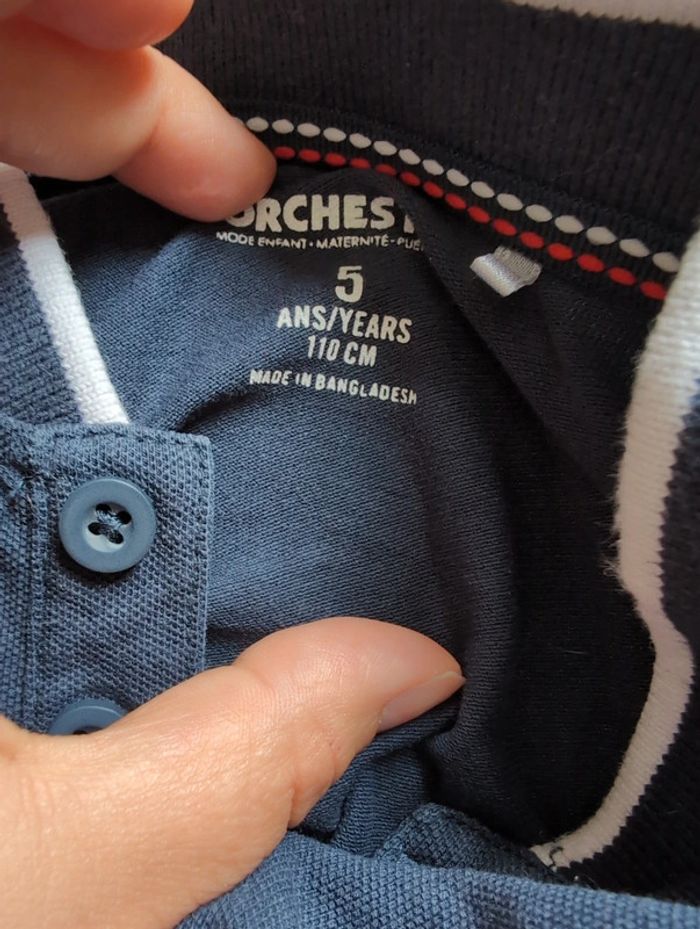 ORCHEST
MODE ENFANT • MATERNITÉ •
5
ANS/YEARS
110 CM
MADE IN BANGLADESH